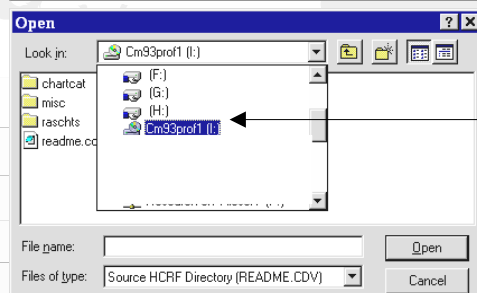 Open
Look in: Cm93prof1 (I:)
(F:)
(G:)
(H:)
Cm93prof1 (I:)
chartcat
misc
raschts
readme.cd
File name:
Open
Files of type: Source HCRF Directory (README.CDV)
Cancel